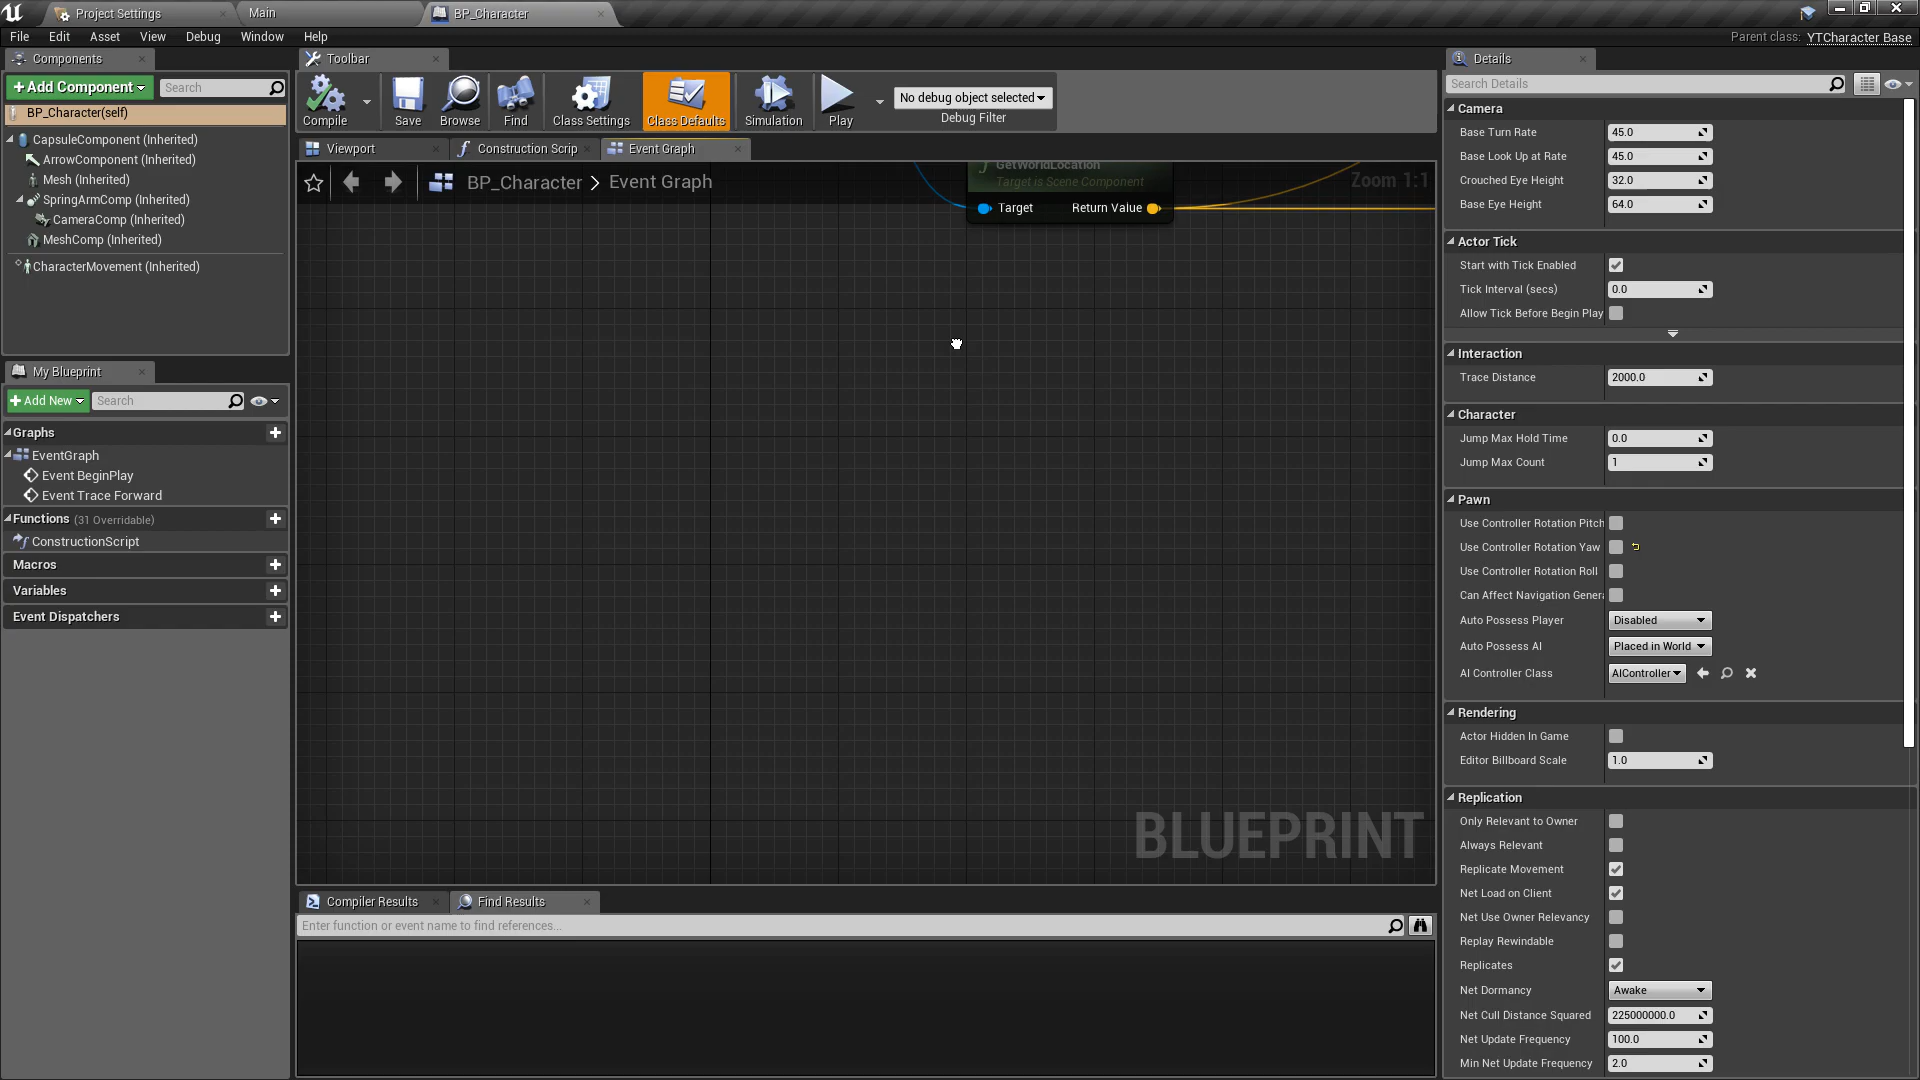 Project Settings
Main
BP_Character
File Edit Asset View Debug Window Help
Parent class: YTCharacter Base
Components
+Add Component
Search
BP_Character(self)
CapsuleComponent (Inherited)
ArrowComponent (Inherited)
Mesh (Inherited)
SpringArmComp (Inherited)
CameraComp (Inherited)
MeshComp (Inherited)
CharacterMovement (Inherited)
My Blueprint
+Add New
Search
Graphs
EventGraph
Event BeginPlay
Event Trace Forward
Functions (31 Overridable)
ConstructionScript
Macros
Variables
Event Dispatchers
Toolbar
Compile
Save
Browse
Find
Class Settings
Class Defaults
Simulation
Play
No debug object selected
Debug Filter
Viewport
Construction Scrip
Event Graph
BP_Character > Event Graph
Zoom 1:1
GetWorldLocation
Target is Scene Component
Target
Return Value
BLUEPRINT
Compiler Results
Find Results
Enter function or event name to find references...
Details
Search Details
Camera
Base Turn Rate 45.0
Base Look Up at Rate 45.0
Crouched Eye Height 32.0
Base Eye Height 64.0
Actor Tick
Start with Tick Enabled
Tick Interval (secs) 0.0
Allow Tick Before Begin Play
Interaction
Trace Distance 2000.0
Character
Jump Max Hold Time 0.0
Jump Max Count 1
Pawn
Use Controller Rotation Pitch
Use Controller Rotation Yaw
Use Controller Rotation Roll
Can Affect Navigation Genera
Auto Possess Player Disabled
Auto Possess AI Placed in World
AI Controller Class AIController
Rendering
Actor Hidden In Game
Editor Billboard Scale 1.0
Replication
Only Relevant to Owner
Always Relevant
Replicate Movement
Net Load on Client
Net Use Owner Relevancy
Replay Rewindable
Replicates
Net Dormancy Awake
Net Cull Distance Squared 225000000.0
Net Update Frequency 100.0
Min Net Update Frequency 2.0